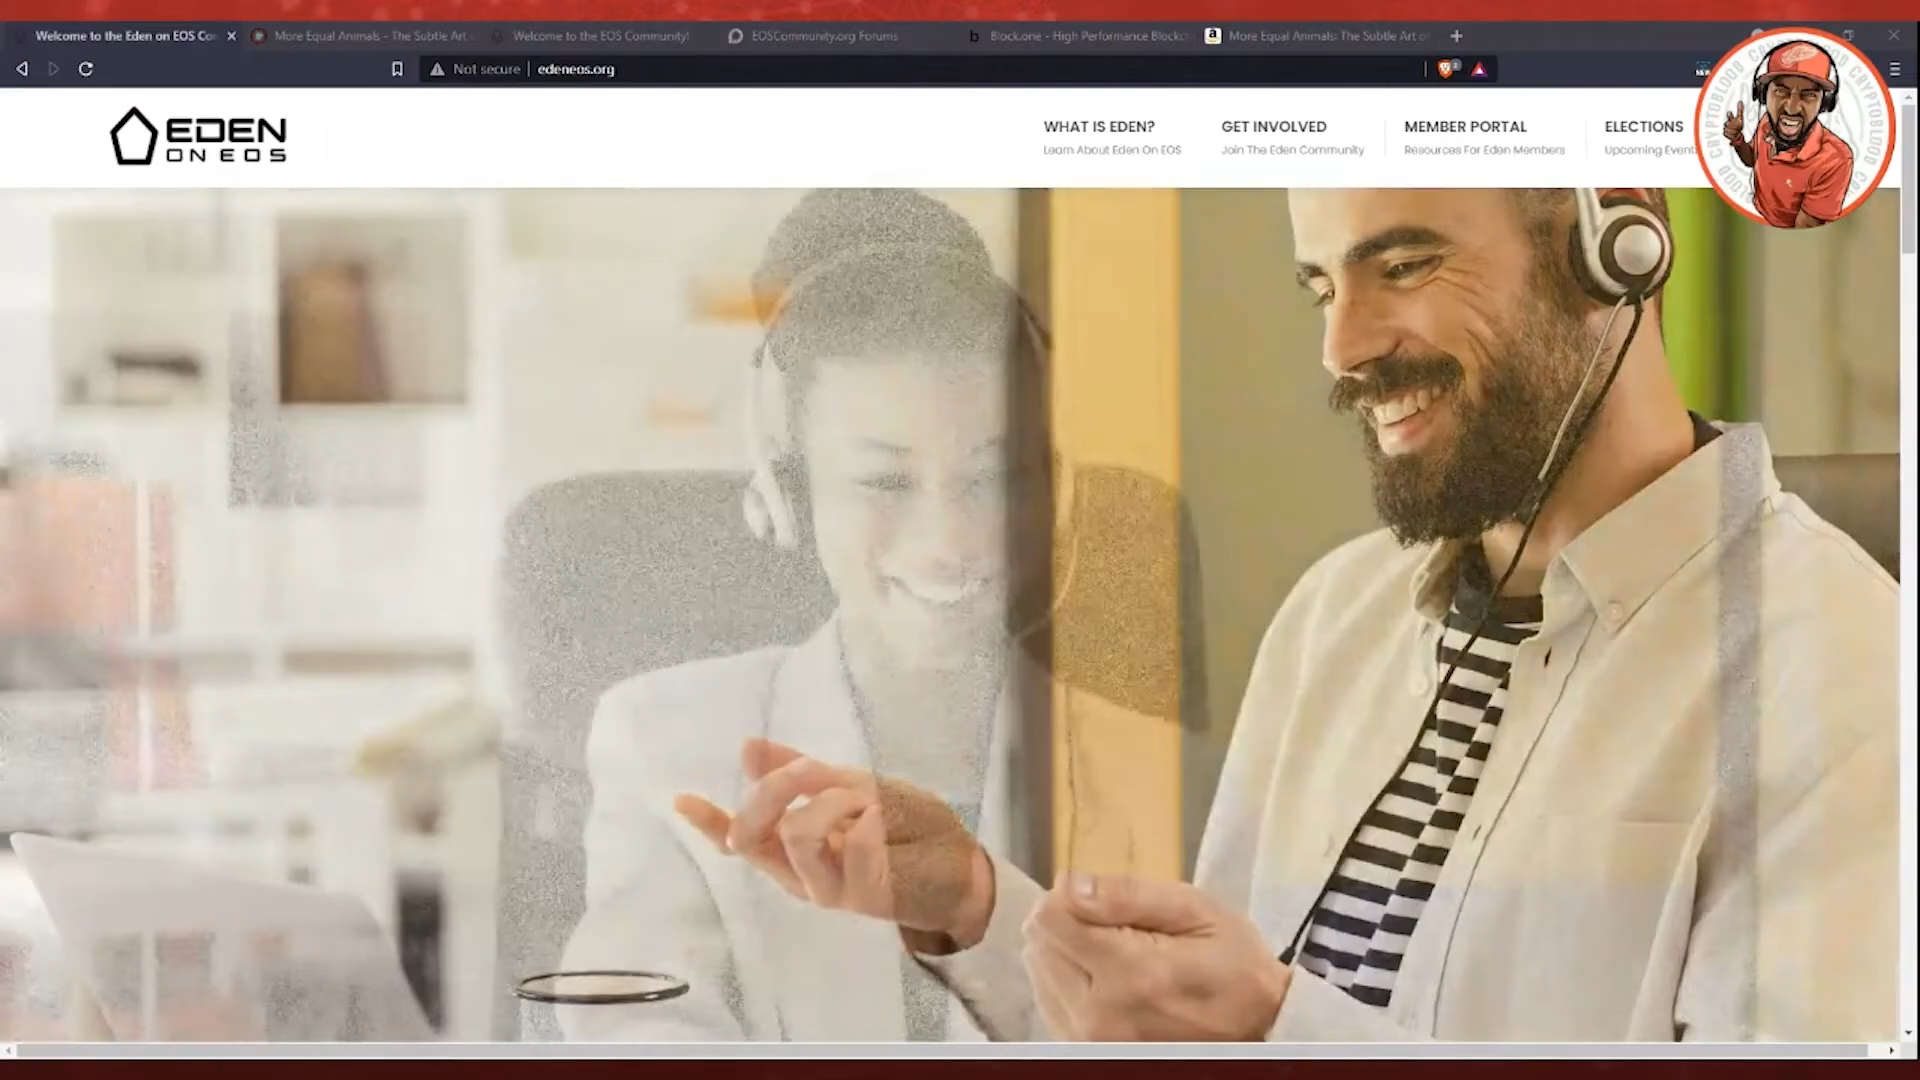 Welcome to the Eden on EOS Co
More Equal Animals - The Subtle Art o
Welcome to the EOS Community!
EOSCommunity.org Forums
b
Block.one - High Performance Blockc
a
More Equal Animals: The Subtle Art of
Not secure
edeneos.org
EDEN
ON EOS
WHAT IS EDEN?
Learn About Eden On EOS
GET INVOLVED
Join The Eden Community
MEMBER PORTAL
Resources For Eden Members
ELECTIONS
Upcoming Event
CRYPTOBLOOD CRYPTOBLOOD